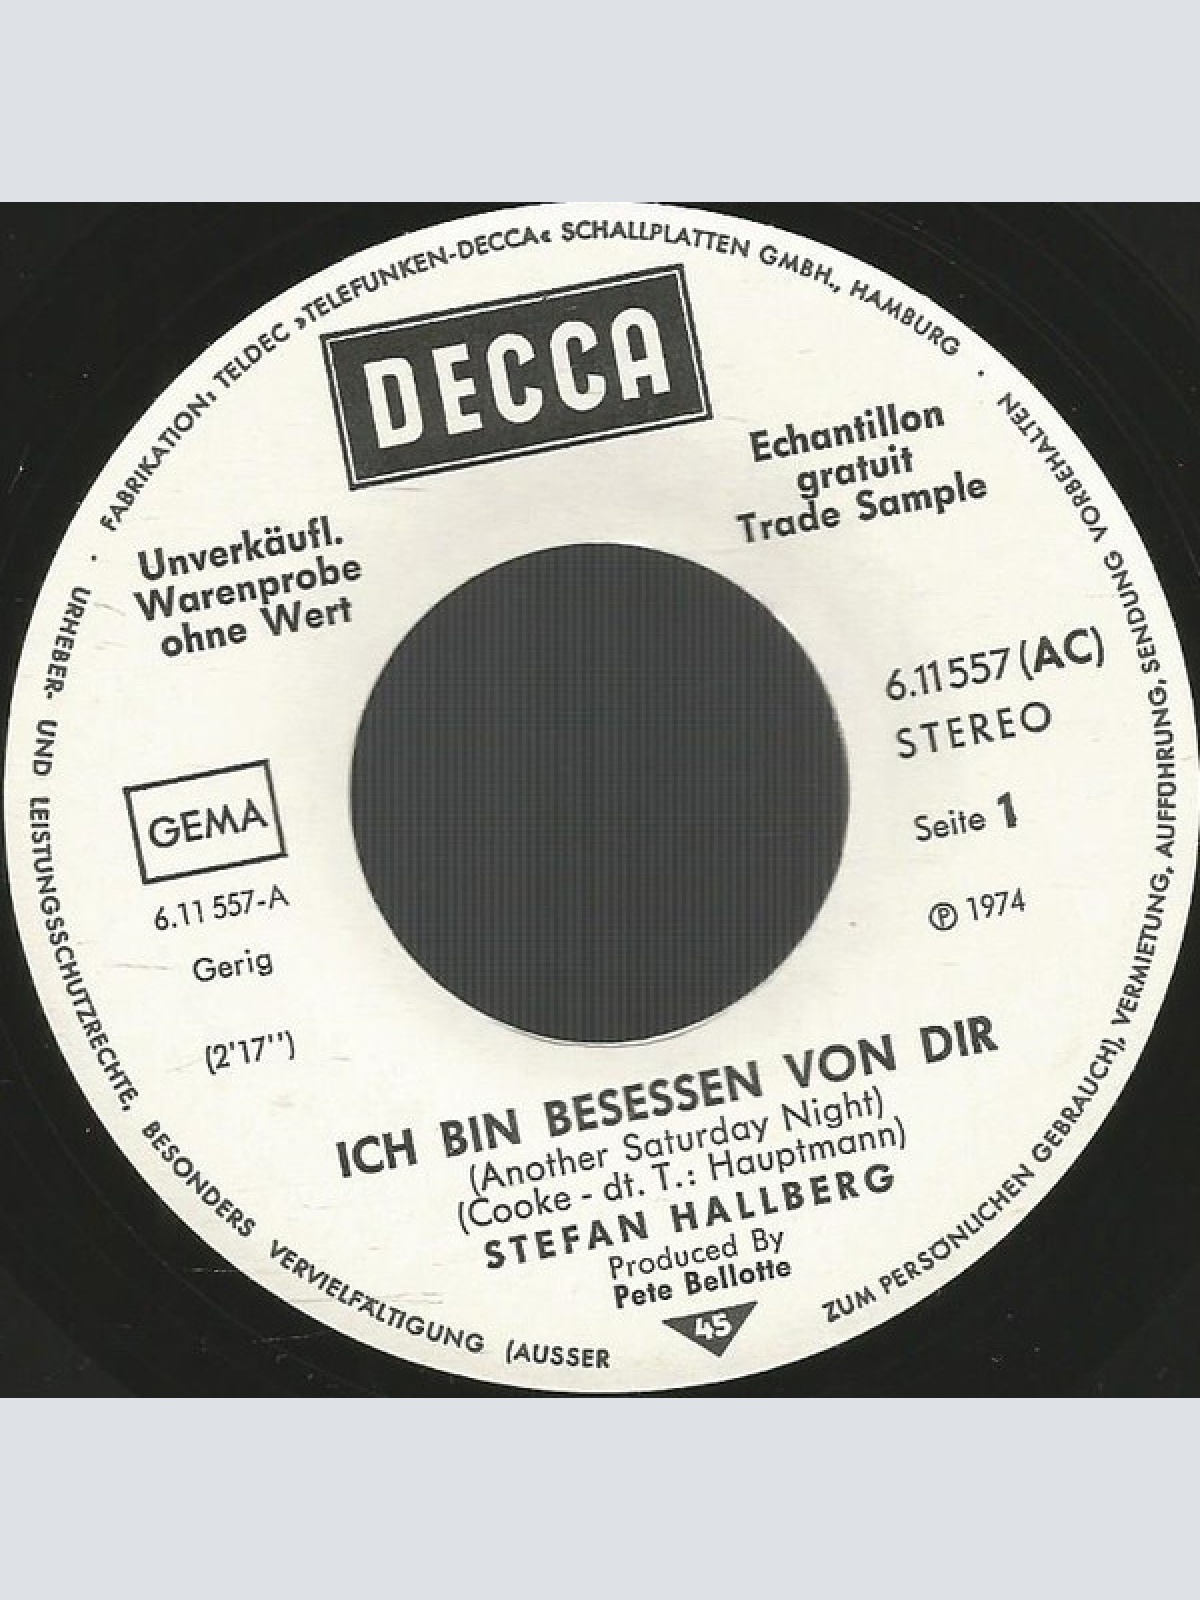 FABRIKATION: TELDEC »TELEFUNKEN-DECCA« SCHALLPLATTEN GMBH., HAMBURG ·
DECCA
Unverkäufl.
Warenprobe
ohne Wert
Echantillon
gratuit
Trade Sample
6.11557 (AC)
STEREO
Seite 1
℗ 1974
GEMA
6.11 557-A
Gerig
(2'17'')
ICH BIN BESESSEN VON DIR
(Another Saturday Night)
(Cooke - dt. T.: Hauptmann)
STEFAN HALLBERG
Produced By
Pete Bellotte
45
· URHEBER- UND LEISTUNGSSCHUTZRECHTE, BESONDERS VERVIELFÄLTIGUNG (AUSSER ZUM PERSÖNLICHEN GEBRAUCH), VERMIETUNG, AUFFÜHRUNG, SENDUNG VORBEHALTEN